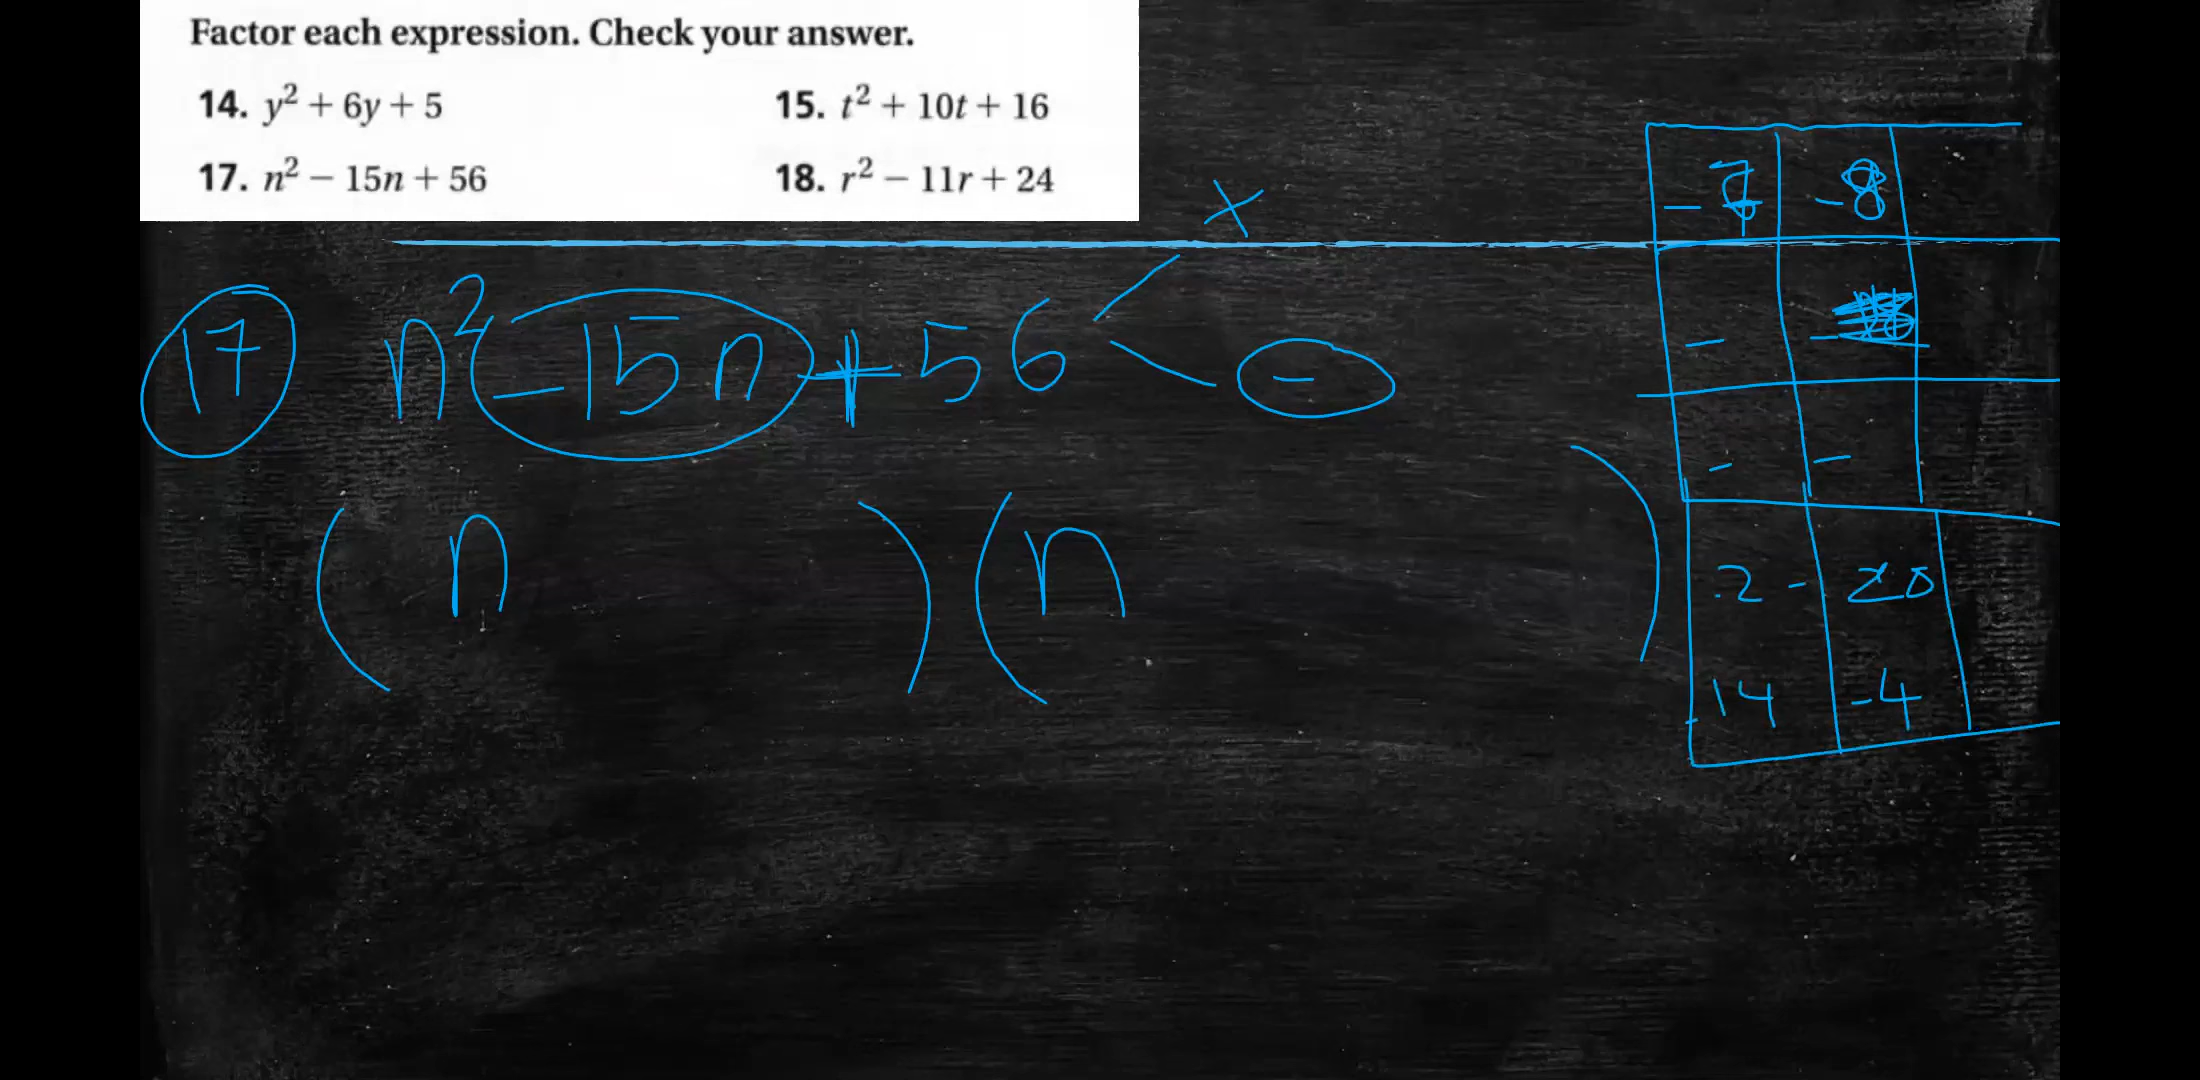 Factor each expression. Check your answer.
14. y² + 6y + 5 15. t² + 10t + 16
17. n² − 15n + 56 18. r² − 11r + 24
×
17 n² −15n + 56 −
( n ) ( n )
−7 −8
− −
− −
-2 - 28
-14 -4